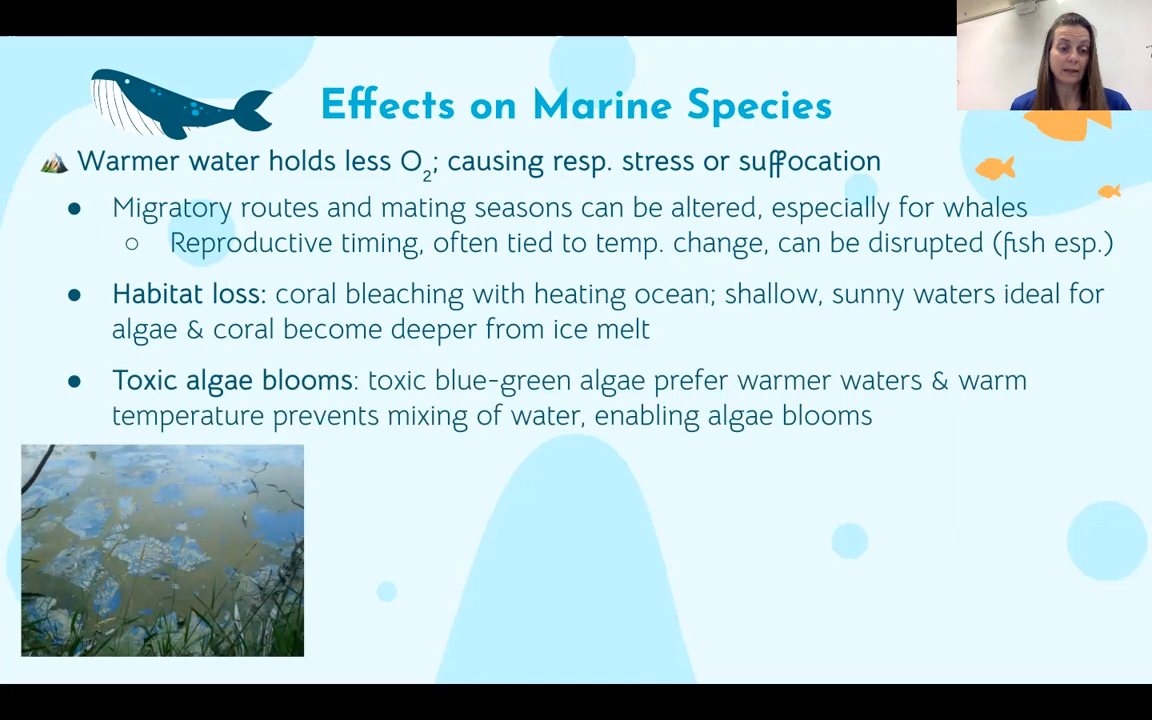 Effects on Marine Species
Warmer water holds less O2; causing resp. stress or suffocation
● Migratory routes and mating seasons can be altered, especially for whales
○ Reproductive timing, often tied to temp. change, can be disrupted (fish esp.)
● Habitat loss: coral bleaching with heating ocean; shallow, sunny waters ideal for
algae & coral become deeper from ice melt
● Toxic algae blooms: toxic blue-green algae prefer warmer waters & warm
temperature prevents mixing of water, enabling algae blooms